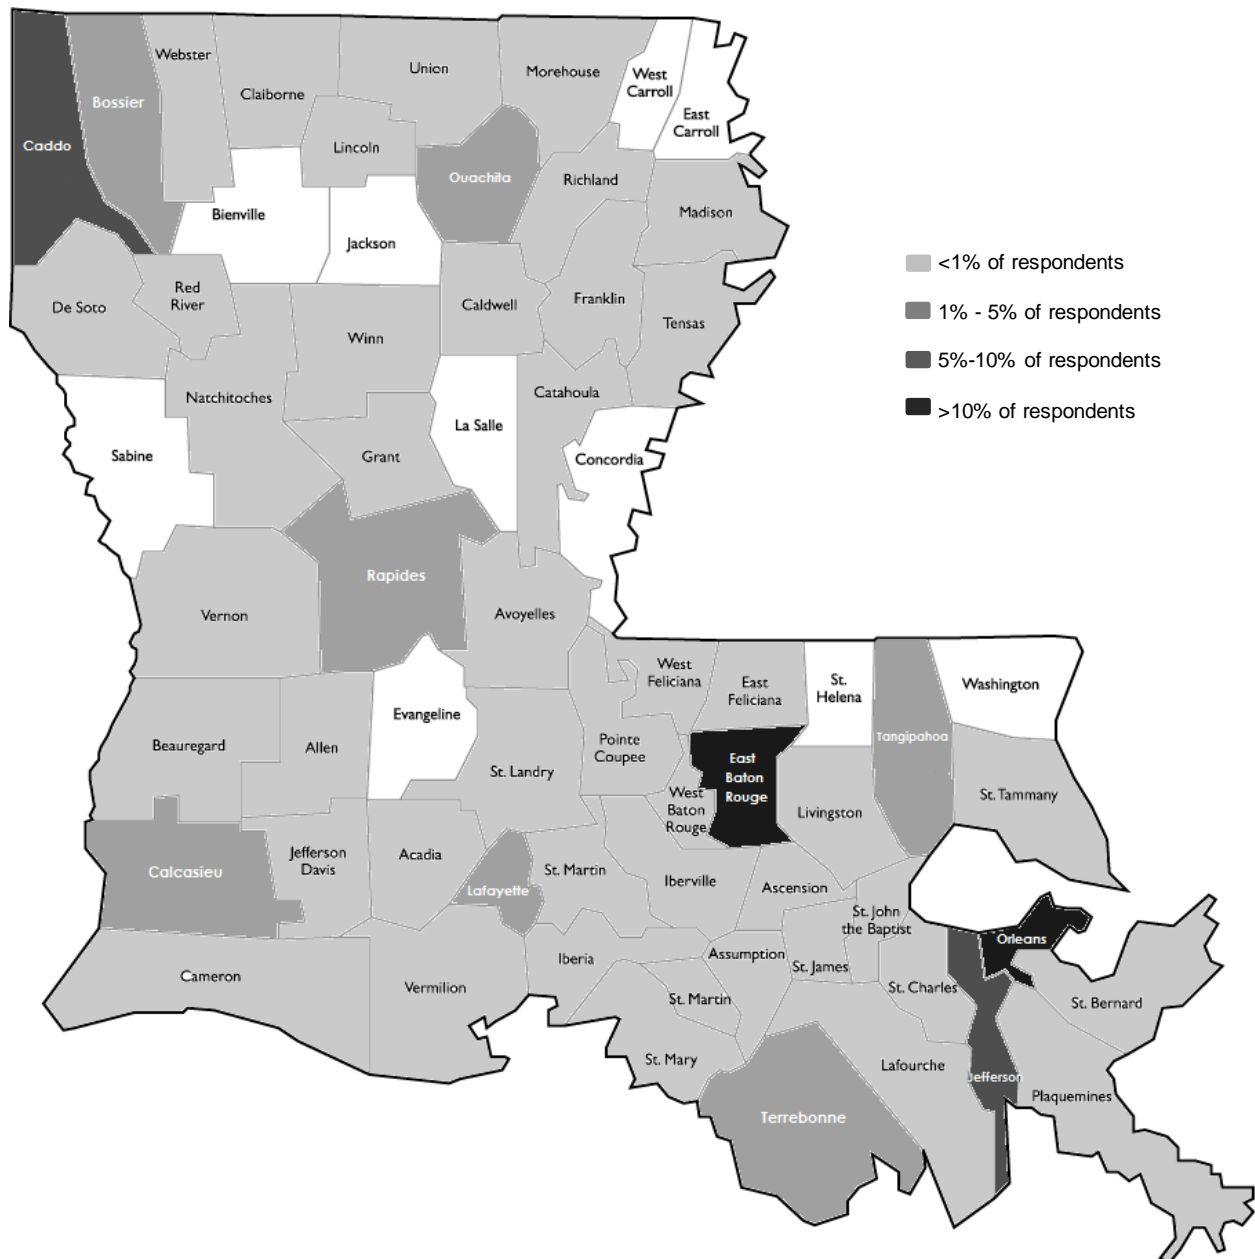 Webster
Union
Morehouse
West
Carroll
Bossier
Claiborne
East
Carroll
Caddo
Lincoln
Ouachita
Richland
Bienville
Madison
Jackson
<1% of respondents
Red
River
De Soto
Caldwell
Franklin
1% - 5% of respondents
Tensas
Winn
5%-10% of respondents
Natchitoches
Catahoula
>10% of respondents
La Salle
Sabine
Grant
Concordia
Rapides
Vernon
Avoyelles
West
Feliciana
East
Feliciana
St.
Helena
Washington
Evangeline
Beauregard
Allen
Pointe
Coupee
Tangipahoa
St. Landry
East
Baton
Rouge
West
Baton
Rouge
Livingston
St. Tammany
Jefferson
Davis
Acadia
Calcasieu
Lafayette
St. Martin
Iberville
Ascension
St. John
the Baptist
Orleans
Iberia
Assumption
St. James
Cameron
Vermilion
St. Martin
St. Charles
St. Bernard
St. Mary
Lafourche
Jefferson
Plaquemines
Terrebonne